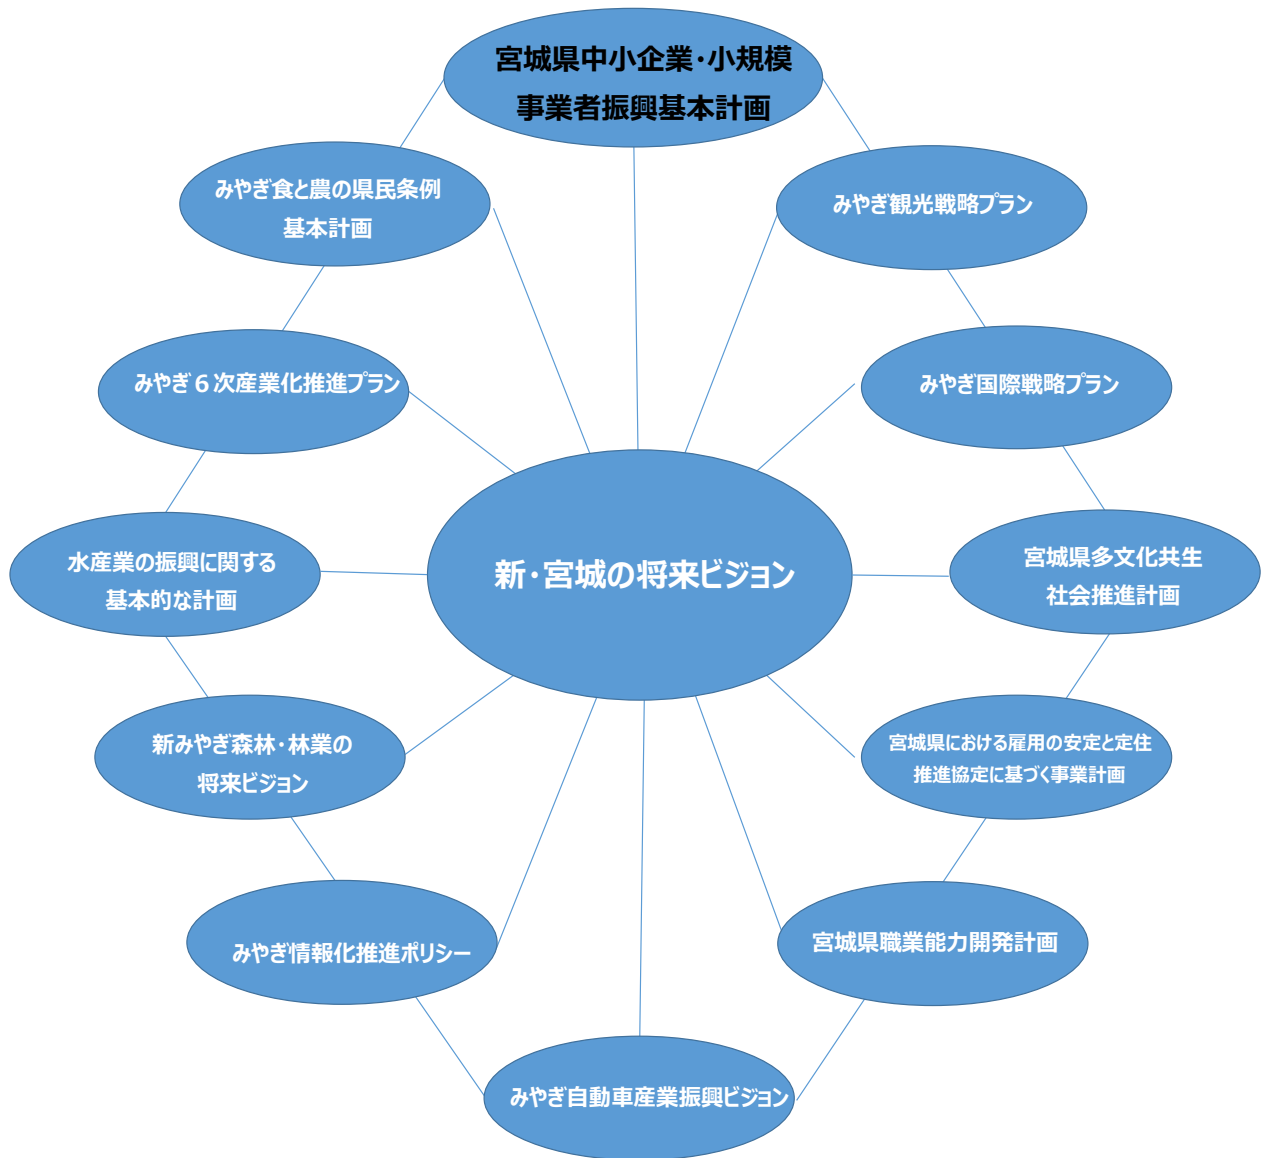 宮城県中小企業・小規模
事業者振興基本計画
みやぎ食と農の県民条例
基本計画
みやぎ観光戦略プラン
みやぎ６次産業化推進プラン
みやぎ国際戦略プラン
水産業の振興に関する
基本的な計画
新・宮城の将来ビジョン
宮城県多文化共生
社会推進計画
新みやぎ森林・林業の
将来ビジョン
宮城県における雇用の安定と定住
推進協定に基づく事業計画
みやぎ情報化推進ポリシー
宮城県職業能力開発計画
みやぎ自動車産業振興ビジョン